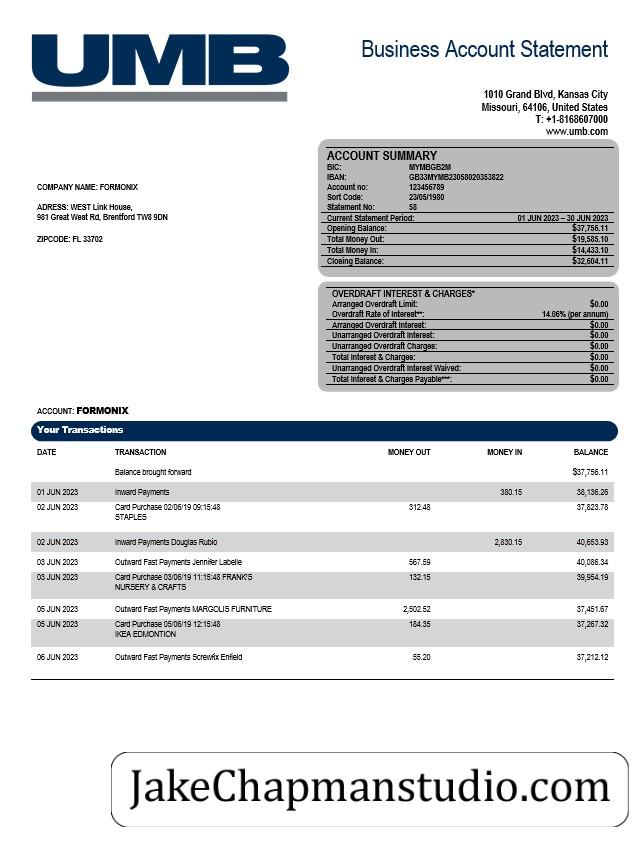 UMB
Business Account Statement
1010 Grand Blvd, Kansas City
Missouri, 64106, United States
T: +1-8168607000
www.umb.com
COMPANY NAME: FORMONIX
ADRESS: WEST Link House,
981 Great West Rd, Brentford TW8 9DN
ZIPCODE: FL 33702
ACCOUNT SUMMARY
BIC: MYMBGB2M
IBAN: GB33MYMB23058020353822
Account no: 123456789
Sort Code: 23/05/1980
Statement No: 58
Current Statement Period: 01 JUN 2023 – 30 JUN 2023
Opening Balance: $37,756.11
Total Money Out: $19,585.10
Total Money In: $14,433.10
Closing Balance: $32,604.11
OVERDRAFT INTEREST & CHARGES*
Arranged Overdraft Limit: $0.00
Overdraft Rate of Interest**: 14.06% (per annum)
Arranged Overdraft Interest: $0.00
Unarranged Overdraft Interest: $0.00
Unarranged Overdraft Charges: $0.00
Total Interest & Charges: $0.00
Unarranged Overdraft Interest Waived: $0.00
Total Interest & Charges Payable***: $0.00
ACCOUNT: FORMONIX
Your Transactions
DATE TRANSACTION MONEY OUT MONEY IN BALANCE
Balance brought forward $37,756.11
01 JUN 2023 Inward Payments 380.15 38,136.26
02 JUN 2023 Card Purchase 02/06/19 09:15:48 312.48 37,823.78
STAPLES
02 JUN 2023 Inward Payments Douglas Rubio 2,830.15 40,653.93
03 JUN 2023 Outward Fast Payments Jennifer Labelle 567.59 40,086.34
03 JUN 2023 Card Purchase 03/06/19 11:15:48 FRANK'S 132.15 39,954.19
NURSERY & CRAFTS
05 JUN 2023 Outward Fast Payments MARGOLIS FURNITURE 2,502.52 37,451.67
05 JUN 2023 Card Purchase 05/06/19 12:15:48 184.35 37,267.32
IKEA EDMONTION
06 JUN 2023 Outward Fast Payments Screwfix Enfield 55.20 37,212.12
JakeChapmanstudio.com